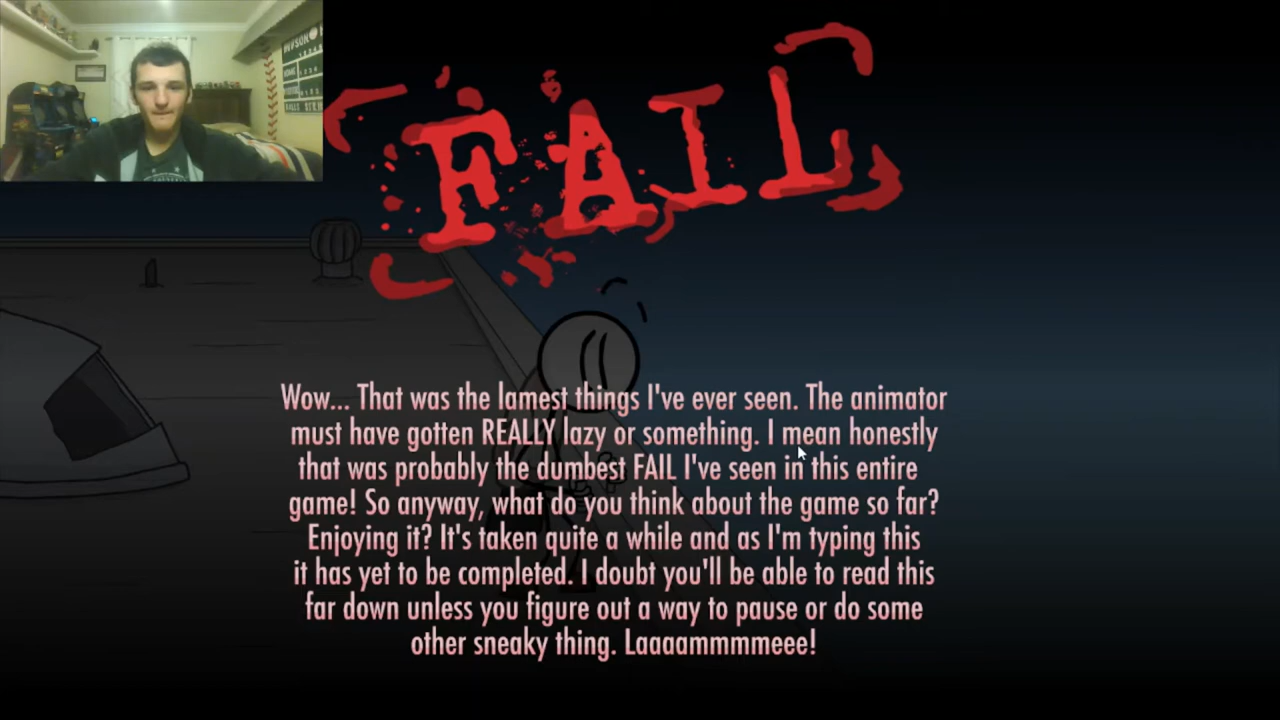 FAIL
Wow... That was the lamest things I've ever seen. The animator
must have gotten REALLY lazy or something. I mean honestly
that was probably the dumbest FAIL I've seen in this entire
game! So anyway, what do you think about the game so far?
Enjoying it? It's taken quite a while and as I'm typing this
it has yet to be completed. I doubt you'll be able to read this
far down unless you figure out a way to pause or do some
other sneaky thing. Laaaammmmeee!